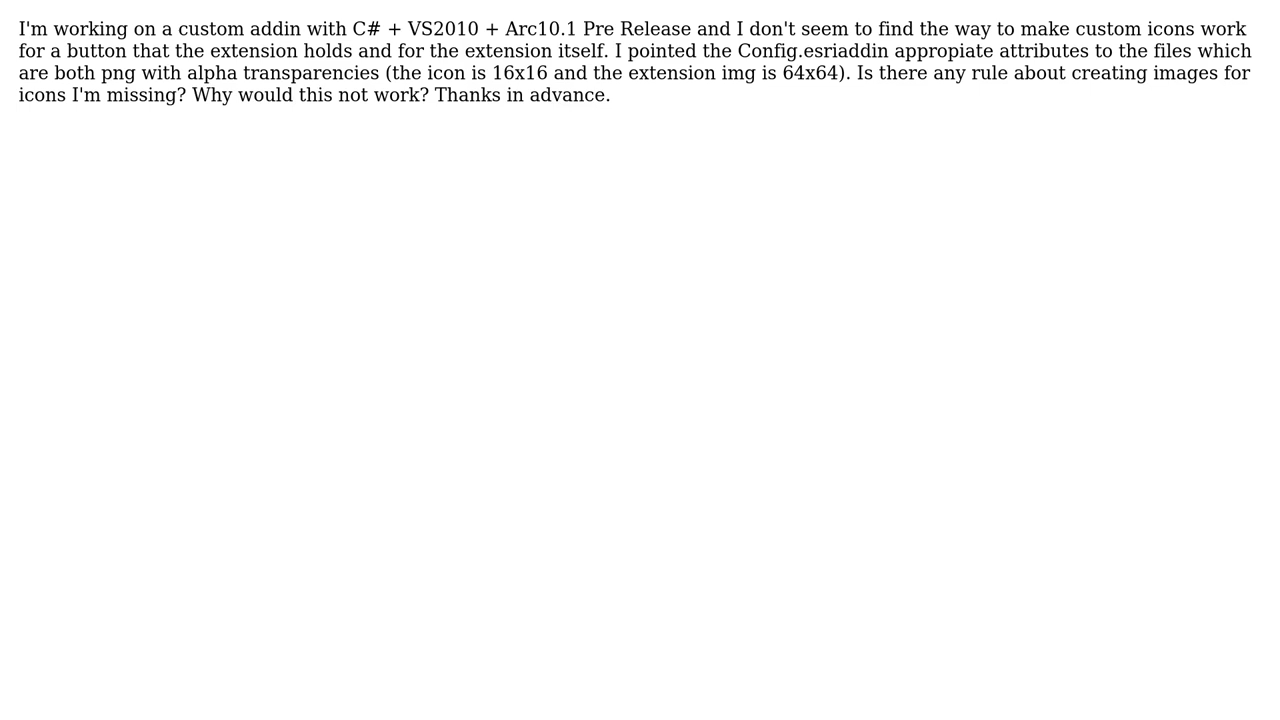 I'm working on a custom addin with C# + VS2010 + Arc10.1 Pre Release and I don't seem to find the way to make custom icons work
for a button that the extension holds and for the extension itself. I pointed the Config.esriaddin appropiate attributes to the files which
are both png with alpha transparencies (the icon is 16x16 and the extension img is 64x64). Is there any rule about creating images for
icons I'm missing? Why would this not work? Thanks in advance.